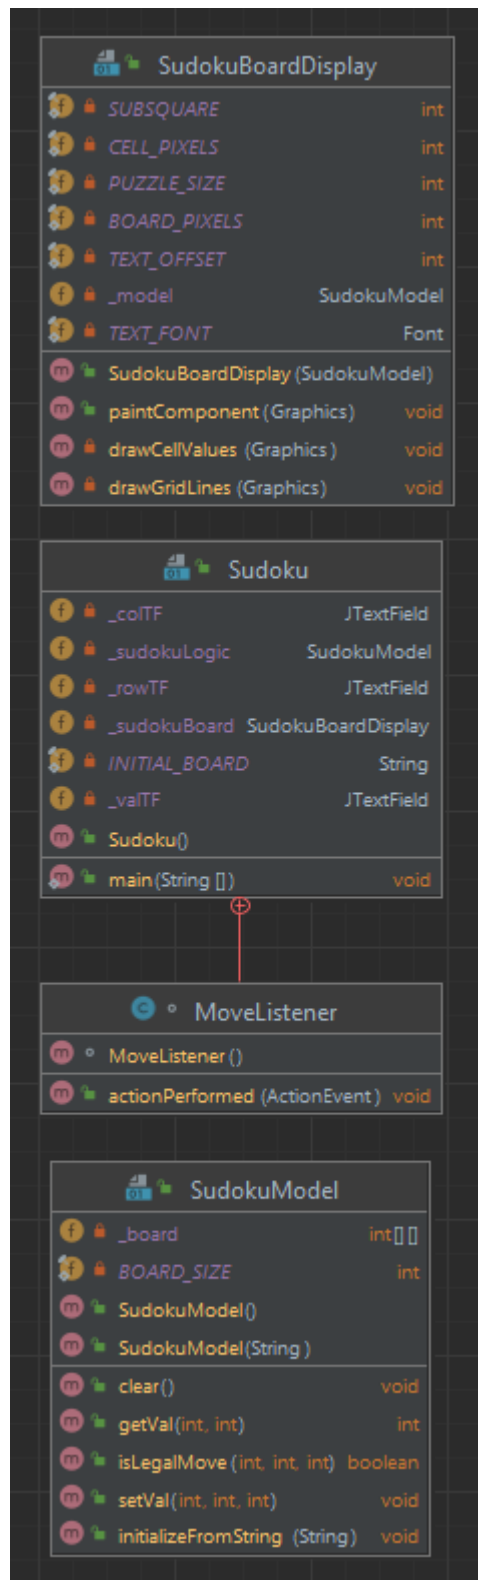 SudokuBoardDisplay
SUBSQUARE int
CELL_PIXELS int
PUZZLE_SIZE int
BOARD_PIXELS int
TEXT_OFFSET int
_model SudokuModel
TEXT_FONT Font
SudokuBoardDisplay(SudokuModel)
paintComponent(Graphics) void
drawCellValues (Graphics) void
drawGridLines (Graphics) void
Sudoku
_colTF JTextField
_sudokuLogic SudokuModel
_rowTF JTextField
_sudokuBoard SudokuBoardDisplay
INITIAL_BOARD String
_valTF JTextField
Sudoku()
main(String []) void
MoveListener
MoveListener()
actionPerformed (ActionEvent) void
SudokuModel
_board int[][]
BOARD_SIZE int
SudokuModel()
SudokuModel(String)
clear() void
getVal(int, int) int
isLegalMove (int, int, int) boolean
setVal(int, int, int) void
initializeFromString (String) void